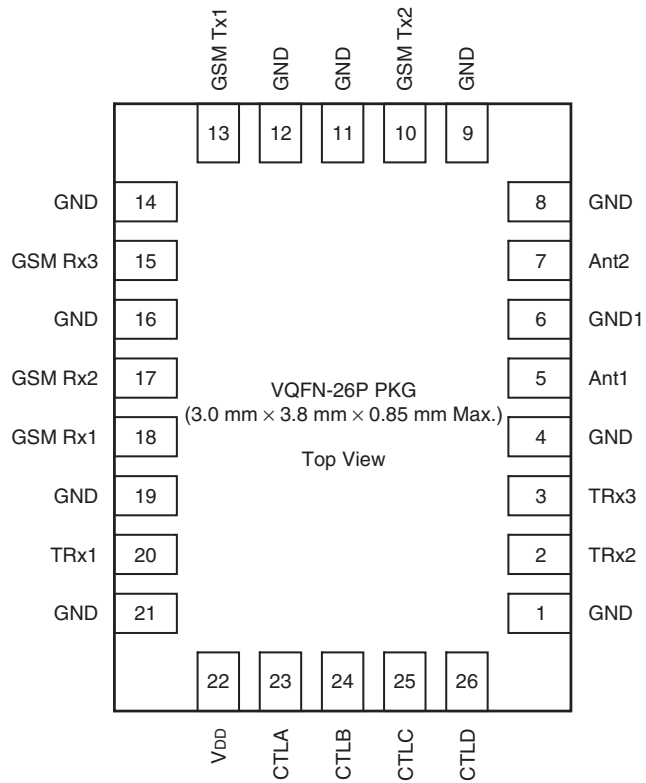 GSM Tx1
GND
GND
GSM Tx2
GND
13
12
11
10
9
GND 14
8 GND
GSM Rx3 15
7 Ant2
GND 16
6 GND1
GSM Rx2 17
5 Ant1
VQFN-26P PKG
(3.0 mm × 3.8 mm × 0.85 mm Max.)
GSM Rx1 18
4 GND
Top View
GND 19
3 TRx3
TRx1 20
2 TRx2
GND 21
1 GND
22
23
24
25
26
VDD
CTLA
CTLB
CTLC
CTLD